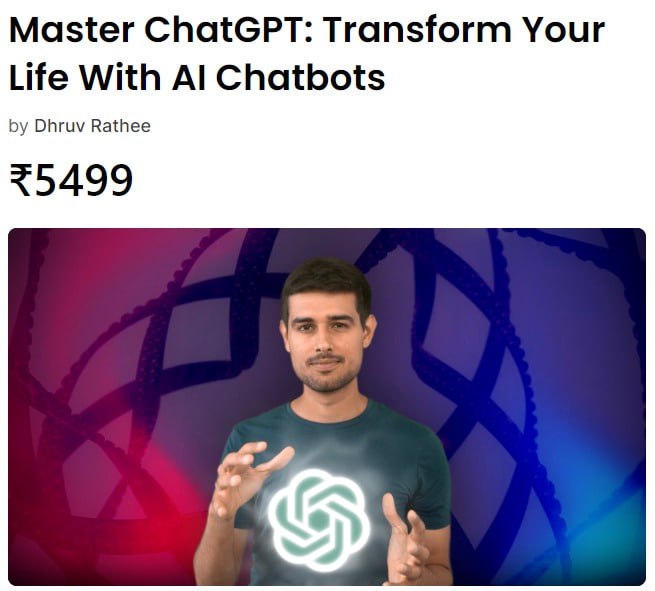 Master ChatGPT: Transform Your
Life With AI Chatbots
by Dhruv Rathee
₹5499